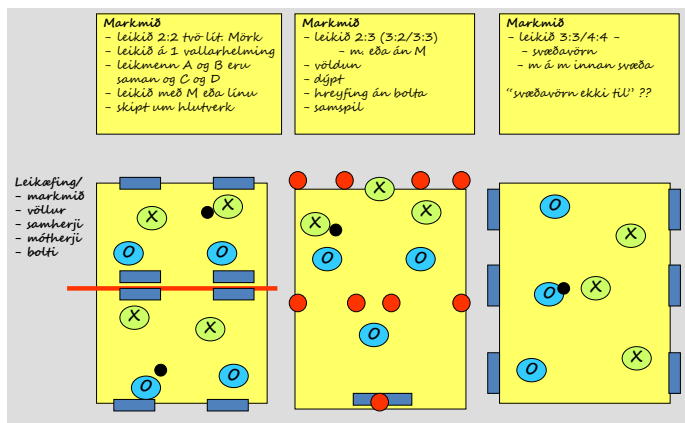 Markmið
- leikið 2:2 tvö lít. Mörk
- leikið á 1 vallarhelming
- leikmenn A og B eru
saman og C og D
- leikið með M eða línu
- skipt um hlutverk
Markmið
- leikið 2:3 (3:2/3:3)
- m. eða án M
- völdun
- dýpt
- hreyfing án bolta
- samspil
Markmið
- leikið 3:3/4:4 -
- svæðavörn
- m á m innan svæða
"svæðavörn ekki til" ??
Leikæfing/
- markmið
- völlur
- samherji
- mótherji
- bolti
X
X
O
O
X
X
O
O
X
X
X
O
O
O
O
X
O
X
O
X